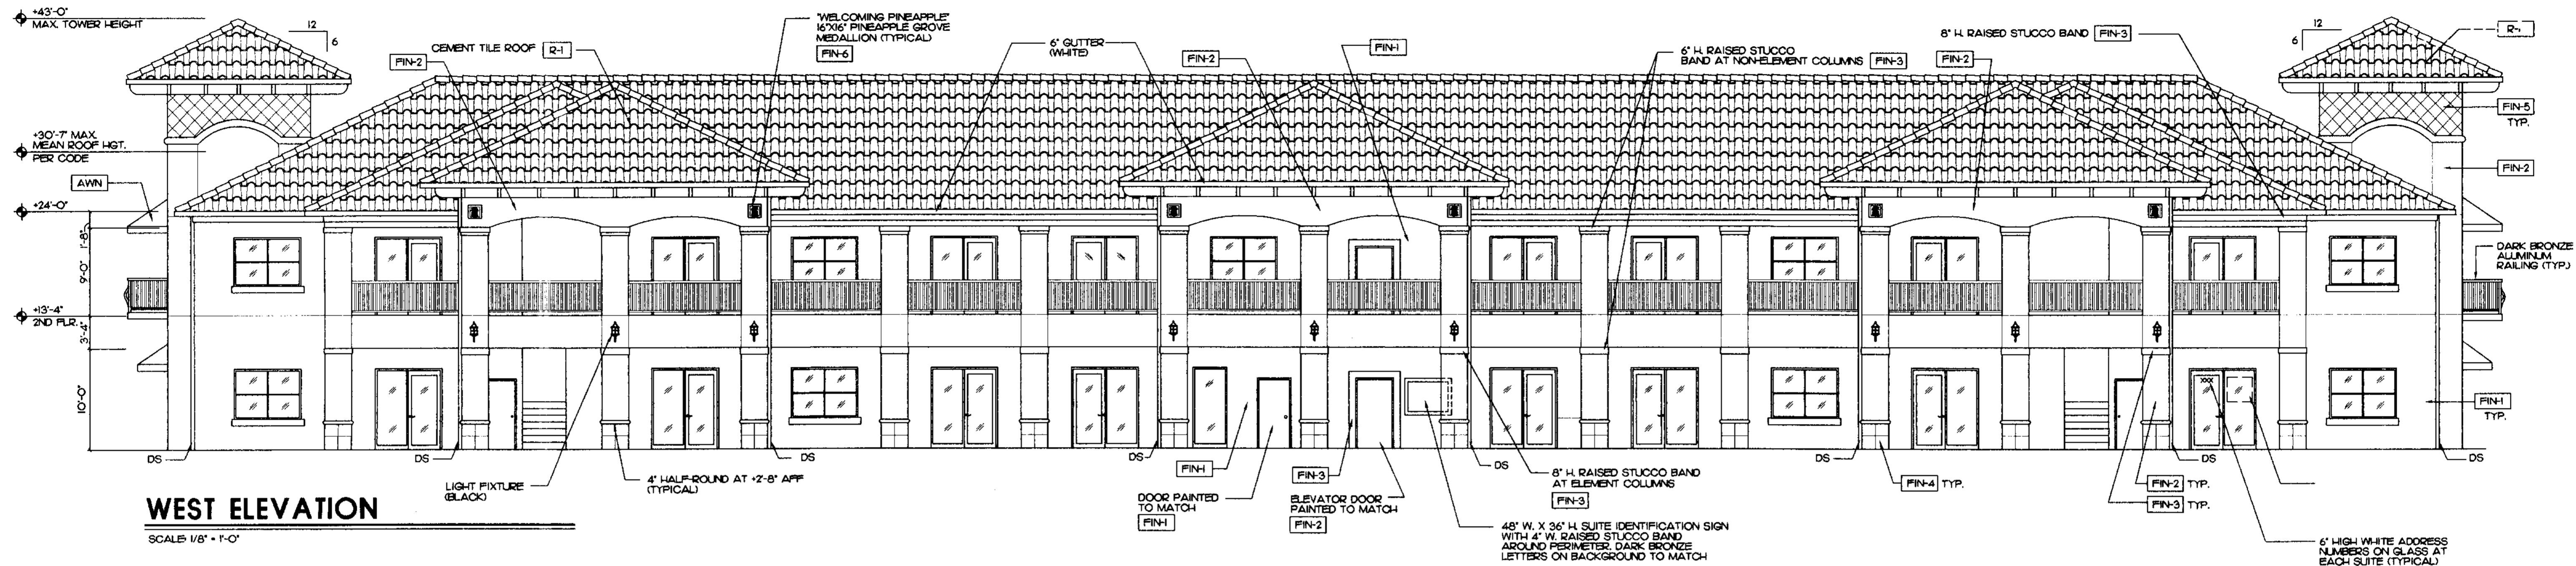 +43'-0"
MAX. TOWER HEIGHT
12
6
CEMENT TILE ROOF R-1
FIN-2
"WELCOMING PINEAPPLE"
16"X16" PINEAPPLE GROVE
MEDALLION (TYPICAL)
FIN-6
6" GUTTER
(WHITE)
FIN-2
FIN-1
6" H. RAISED STUCCO
BAND AT NON-ELEMENT COLUMNS FIN-3
8" H. RAISED STUCCO BAND FIN-3
FIN-2
12
6
R-1
FIN-5
TYP.
FIN-2
+30'-7" MAX.
MEAN ROOF HGT.
PER CODE
AWN
+24'-0"
1'-8"
9'-0"
+13'-4"
2ND FLR.
3'-4"
10'-0"
DARK BRONZE
ALUMINUM
RAILING (TYP.)
XXX
FIN-1
TYP.
DS
DS
DS
DS
DS
DS
DS
DS
LIGHT FIXTURE
(BLACK)
4" HALF-ROUND AT +2'-8" AFF
(TYPICAL)
FIN-1
DOOR PAINTED
TO MATCH
FIN-1
FIN-3
ELEVATOR DOOR
PAINTED TO MATCH
FIN-2
8" H. RAISED STUCCO BAND
AT ELEMENT COLUMNS
FIN-3
48" W. X 36" H. SUITE IDENTIFICATION SIGN
WITH 4" W. RAISED STUCCO BAND
AROUND PERIMETER. DARK BRONZE
LETTERS ON BACKGROUND TO MATCH
FIN-4 TYP.
FIN-2 TYP.
FIN-3 TYP.
6" HIGH WHITE ADDRESS
NUMBERS ON GLASS AT
EACH SUITE (TYPICAL)
WEST ELEVATION
SCALE: 1/8" = 1'-0"